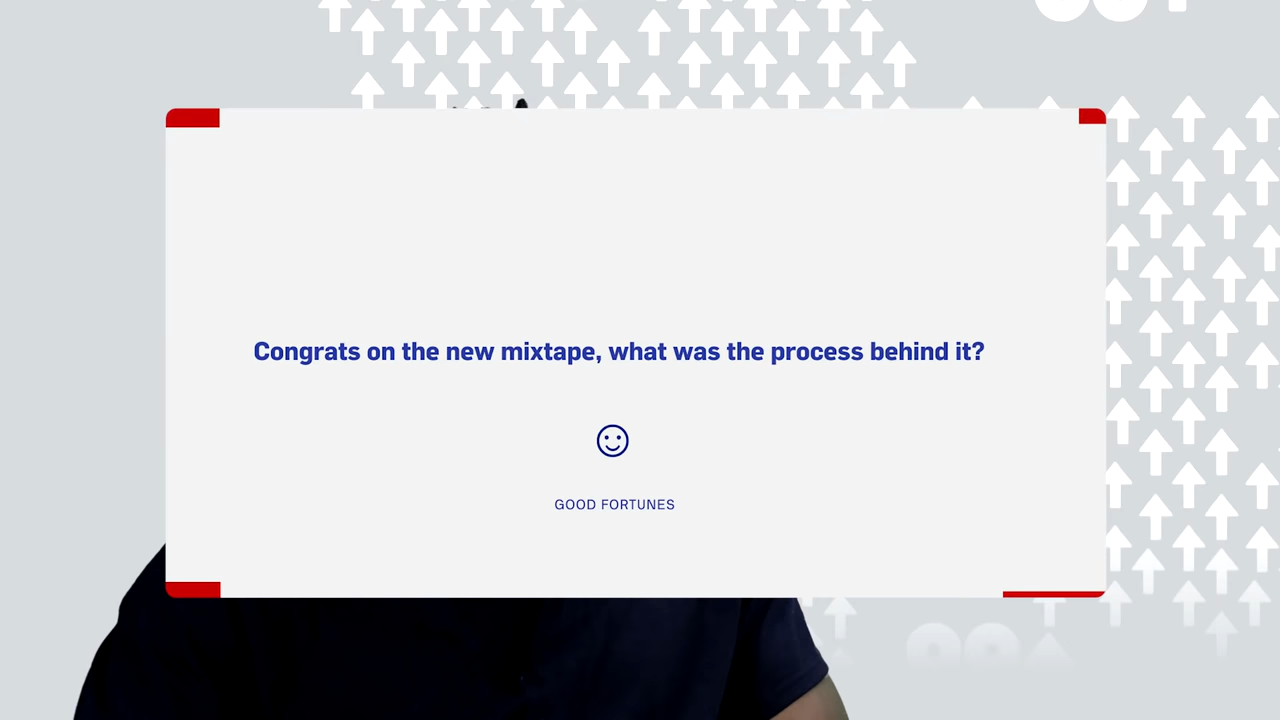 Congrats on the new mixtape, what was the process behind it?
GOOD FORTUNES